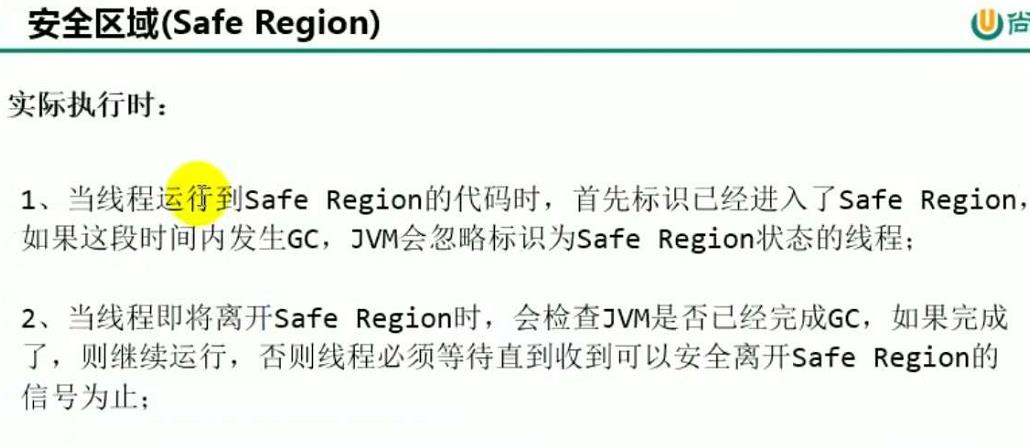 安全区域(Safe Region)
尚
实际执行时：
1、当线程运行到Safe Region的代码时，首先标识已经进入了Safe Region，
如果这段时间内发生GC，JVM会忽略标识为Safe Region状态的线程；
2、当线程即将离开Safe Region时，会检查JVM是否已经完成GC，如果完成
了，则继续运行，否则线程必须等待直到收到可以安全离开Safe Region的
信号为止；